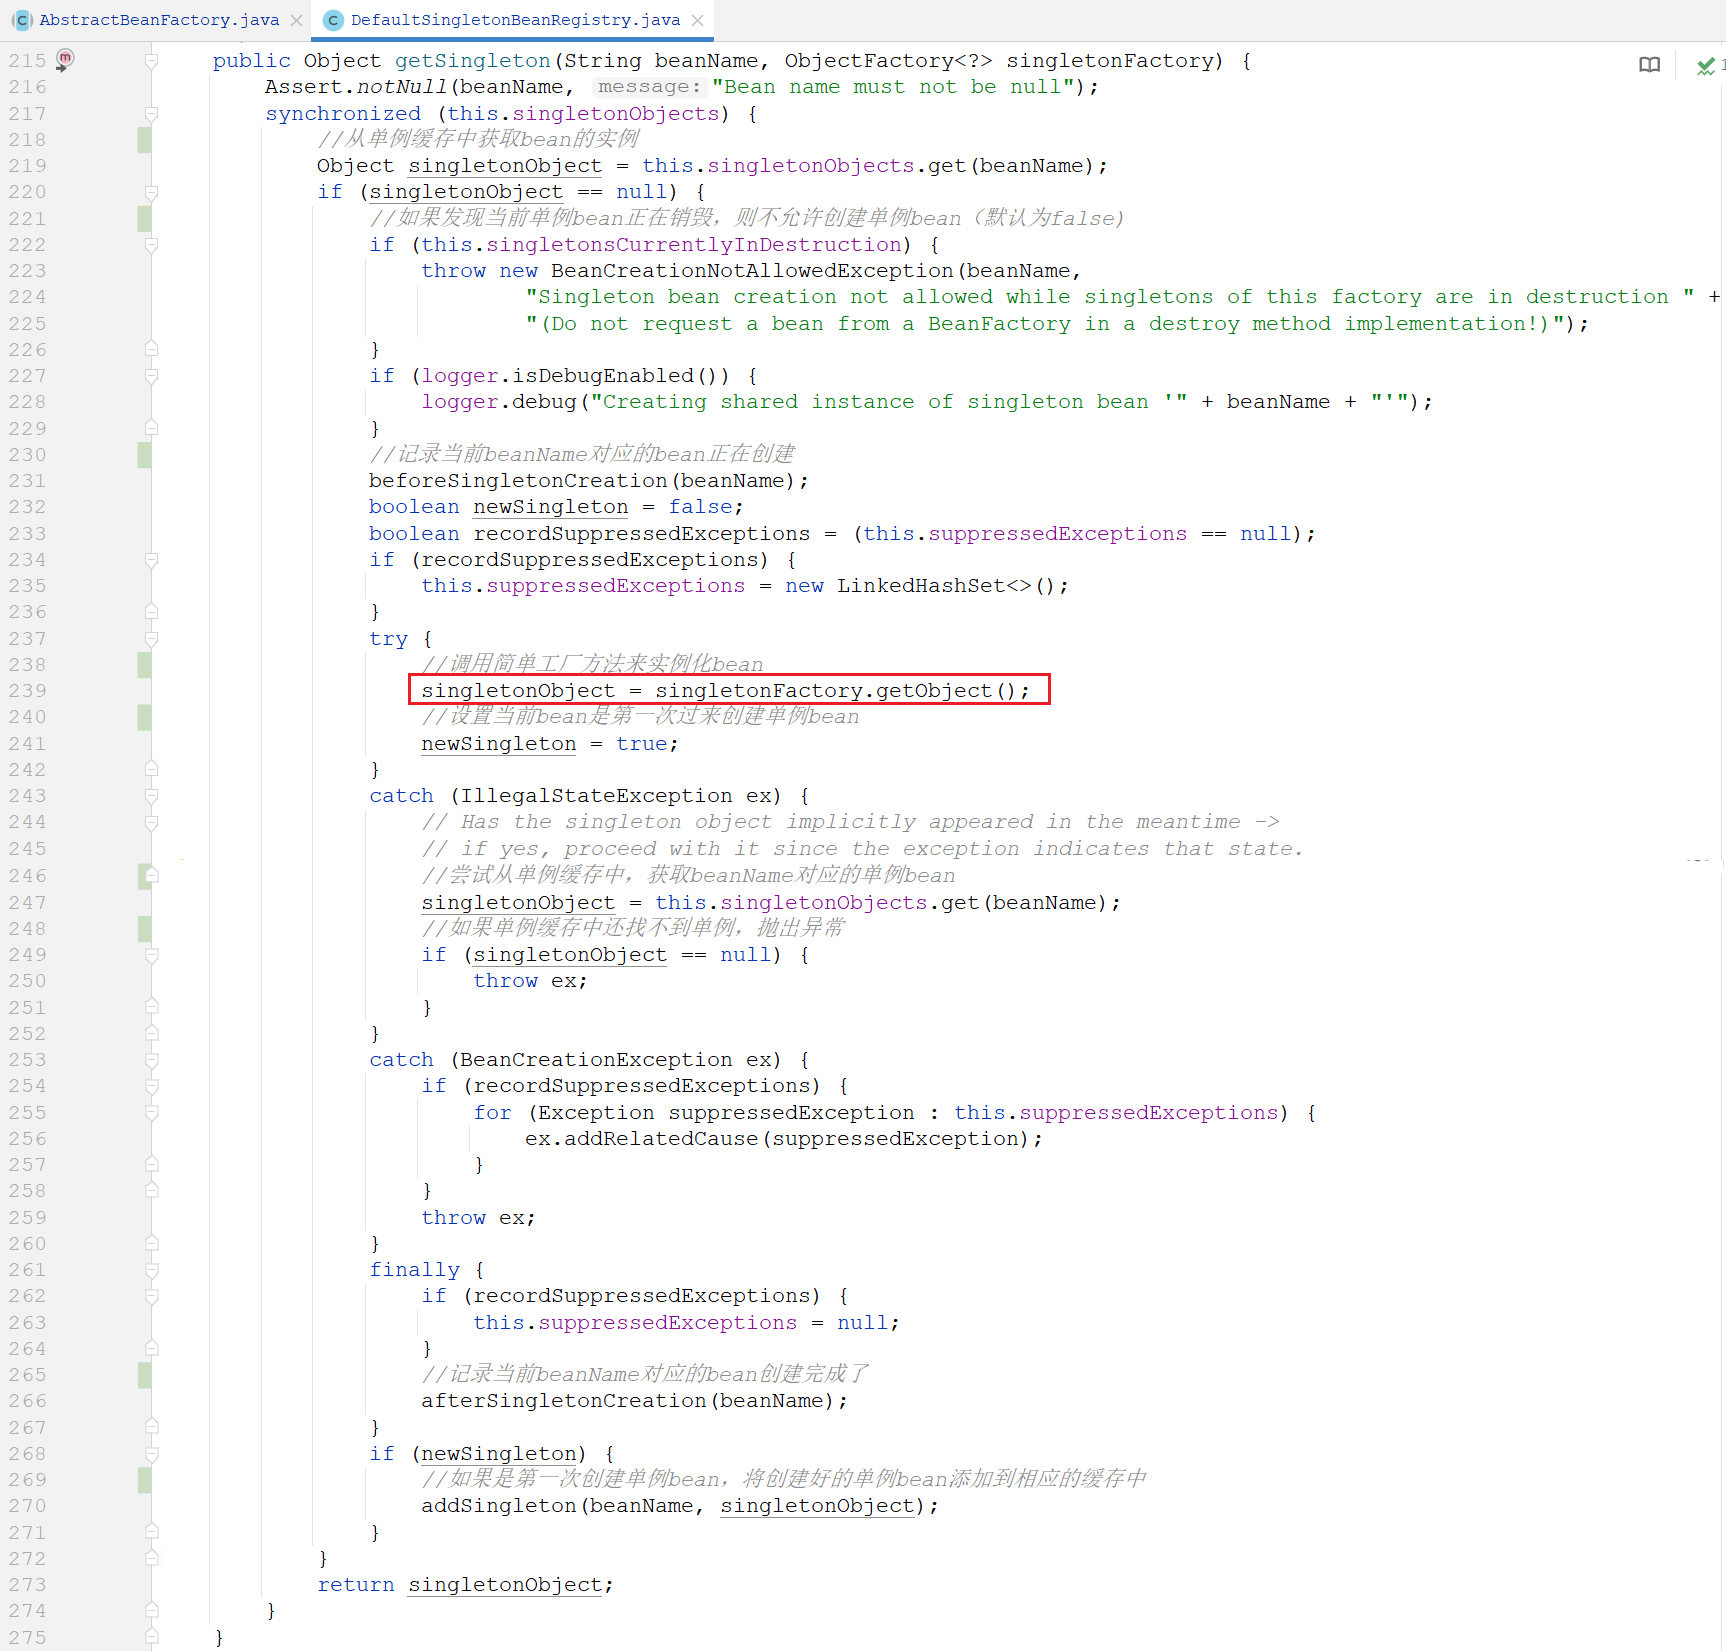 AbstractBeanFactory.java
DefaultSingletonBeanRegistry.java
215 public Object getSingleton(String beanName, ObjectFactory<?> singletonFactory) {
216 Assert.notNull(beanName, message: "Bean name must not be null");
217 synchronized (this.singletonObjects) {
218 //从单例缓存中获取bean的实例
219 Object singletonObject = this.singletonObjects.get(beanName);
220 if (singletonObject == null) {
221 //如果发现当前单例bean正在销毁，则不允许创建单例bean（默认为false)
222 if (this.singletonsCurrentlyInDestruction) {
223 throw new BeanCreationNotAllowedException(beanName,
224 "Singleton bean creation not allowed while singletons of this factory are in destruction " +
225 "(Do not request a bean from a BeanFactory in a destroy method implementation!)");
226 }
227 if (logger.isDebugEnabled()) {
228 logger.debug("Creating shared instance of singleton bean '" + beanName + "'");
229 }
230 //记录当前beanName对应的bean正在创建
231 beforeSingletonCreation(beanName);
232 boolean newSingleton = false;
233 boolean recordSuppressedExceptions = (this.suppressedExceptions == null);
234 if (recordSuppressedExceptions) {
235 this.suppressedExceptions = new LinkedHashSet<>();
236 }
237 try {
238 //调用简单工厂方法来实例化bean
239 singletonObject = singletonFactory.getObject();
240 //设置当前bean是第一次过来创建单例bean
241 newSingleton = true;
242 }
243 catch (IllegalStateException ex) {
244 // Has the singleton object implicitly appeared in the meantime ->
245 // if yes, proceed with it since the exception indicates that state.
246 //尝试从单例缓存中，获取beanName对应的单例bean
247 singletonObject = this.singletonObjects.get(beanName);
248 //如果单例缓存中还找不到单例，抛出异常
249 if (singletonObject == null) {
250 throw ex;
251 }
252 }
253 catch (BeanCreationException ex) {
254 if (recordSuppressedExceptions) {
255 for (Exception suppressedException : this.suppressedExceptions) {
256 ex.addRelatedCause(suppressedException);
257 }
258 }
259 throw ex;
260 }
261 finally {
262 if (recordSuppressedExceptions) {
263 this.suppressedExceptions = null;
264 }
265 //记录当前beanName对应的bean创建完成了
266 afterSingletonCreation(beanName);
267 }
268 if (newSingleton) {
269 //如果是第一次创建单例bean，将创建好的单例bean添加到相应的缓存中
270 addSingleton(beanName, singletonObject);
271 }
272 }
273 return singletonObject;
274 }
275 }